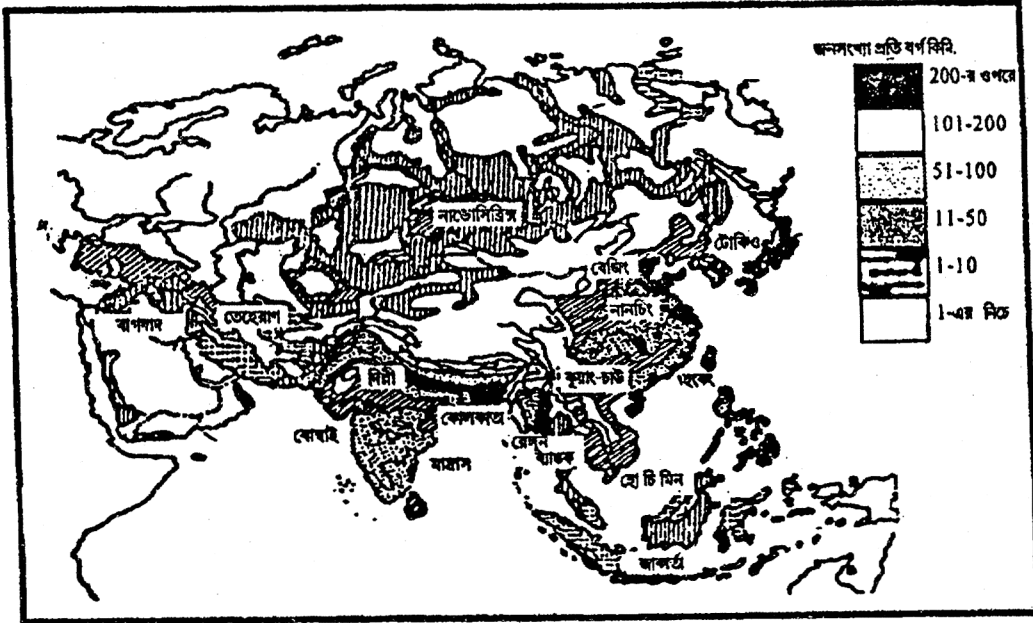 জনসংখ্যা প্রতি বর্গ কিমি.
200-র ওপরে
101-200
51-100
11-50
1-10
1-এর নিচে
টোকিও
বেজিং
নানচিং
তেহেরাণ
বাগদাদ
দিল্লী
কুয়াং-চাউ
হংকং
কোলকাতা
বোম্বাই
রেঙ্গুন
ব্যাঙ্কক
মাদ্রাস
হো চি মিন
জাকার্তা